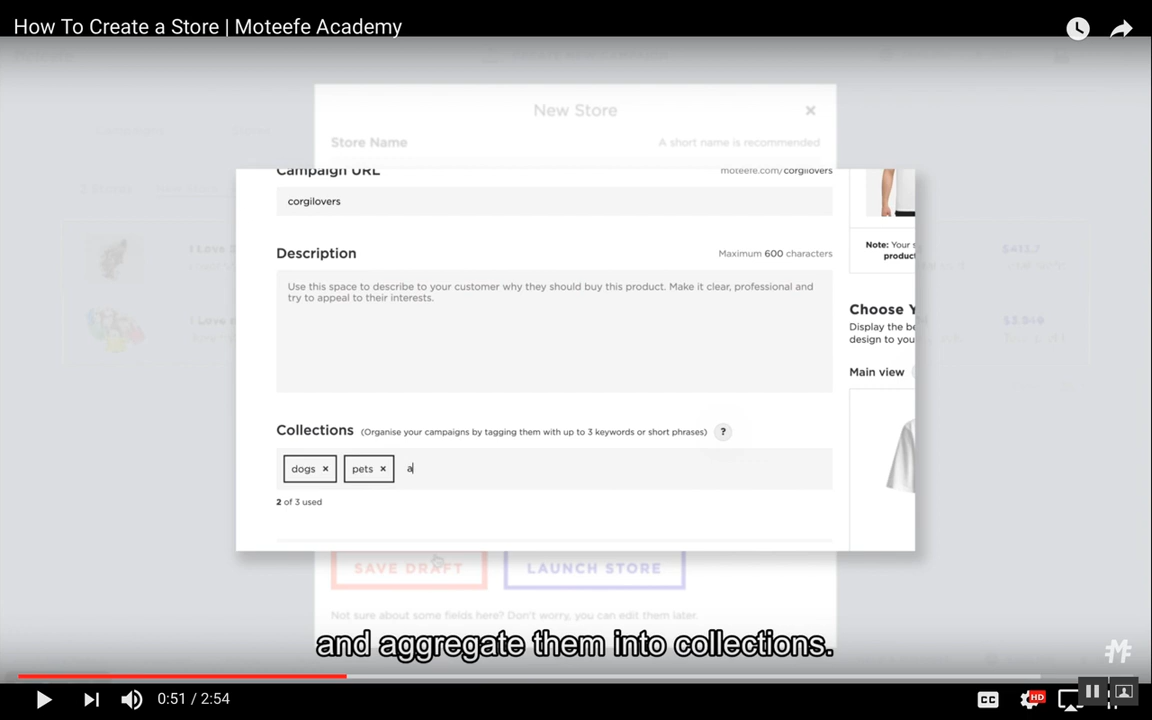 How To Create a Store | Moteefe Academy
New Store
Store Name
A short name is recommended
Campaign URL
moteefe.com/corgilovers
corgilovers
Description
Maximum 600 characters
Use this space to describe to your customer why they should buy this product. Make it clear, professional and
try to appeal to their interests.
Note: Your s
produc
Choose Y
Display the be
design to you
Main view
Collections (Organise your campaigns by tagging them with up to 3 keywords or short phrases) ?
dogs × pets × a
2 of 3 used
SAVE DRAFT
LAUNCH STORE
Not sure about some fields here? Don't worry, you can edit them later.
and aggregate them into collections.
0:51 / 2:54
CC
HD